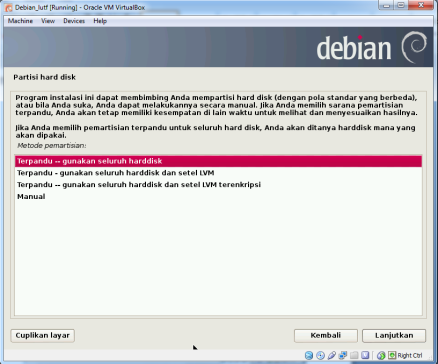 Debian_lutf [Running] - Oracle VM VirtualBox
Machine View Devices Help
debian
Partisi hard disk
Program instalasi ini dapat membimbing Anda mempartisi hard disk (dengan pola standar yang berbeda),
atau bila Anda suka, Anda dapat melakukannya secara manual. Jika Anda memilih sarana pemartisian
terpandu, Anda akan tetap memiliki kesempatan di lain waktu untuk melihat dan menyesuaikan hasilnya.
Jika Anda memilih pemartisian terpandu untuk seluruh hard disk, Anda akan ditanya harddisk mana yang
akan dipakai.
Metode pemartisian:
Terpandu -- gunakan seluruh harddisk
Terpandu - gunakan seluruh harddisk dan setel LVM
Terpandu -- gunakan seluruh harddisk dan setel LVM terenkripsi
Manual
Cuplikan layar
Kembali
Lanjutkan
Right Ctrl